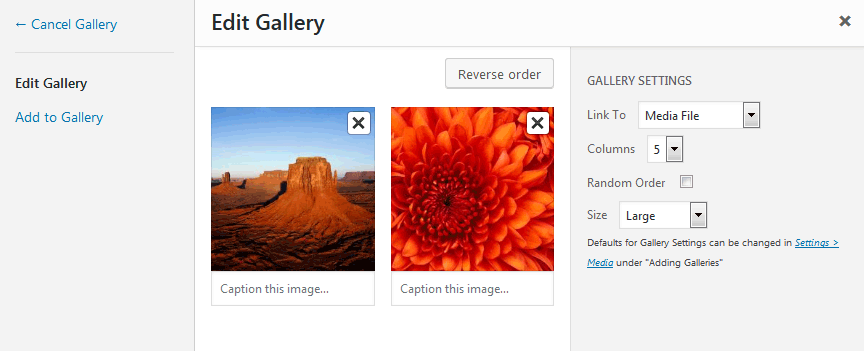 ← Cancel Gallery
Edit Gallery
Add to Gallery
Edit Gallery
Reverse order
Caption this image...
Caption this image...
GALLERY SETTINGS
Link To Media File
Columns 5
Random Order
Size Large
Defaults for Gallery Settings can be changed in Settings >
Media under "Adding Galleries"